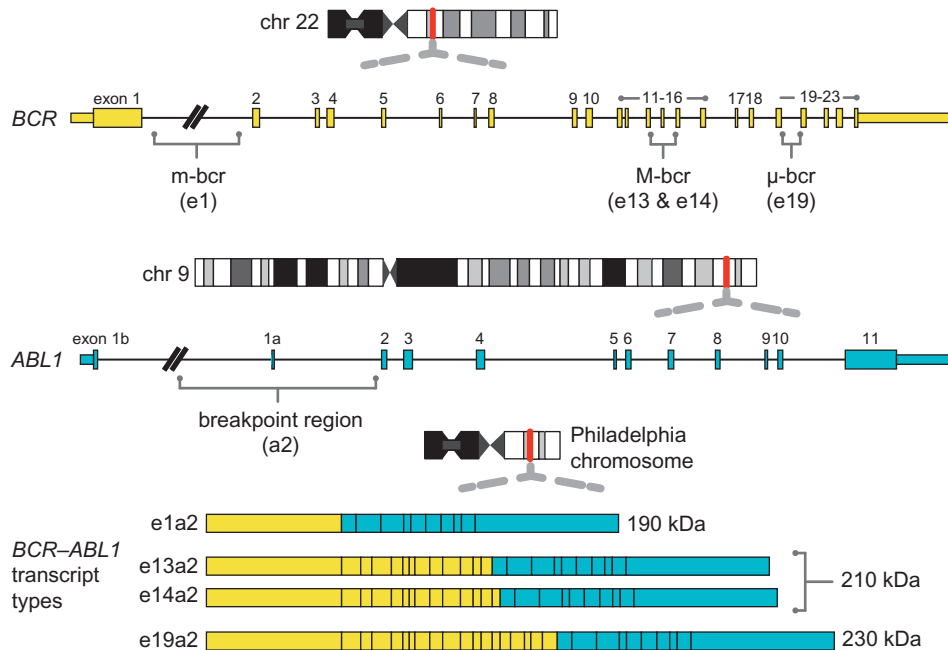 chr 22
exon 1 2 3 4 5 6 7 8 9 10 11-16 1718 19-23
BCR
m-bcr
(e1)
M-bcr
(e13 & e14)
µ-bcr
(e19)
chr 9
exon 1b 1a 2 3 4 5 6 7 8 9 10 11
ABL1
breakpoint region
(a2)
Philadelphia
chromosome
BCR–ABL1
transcript
types
e1a2 190 kDa
e13a2
e14a2
210 kDa
e19a2 230 kDa